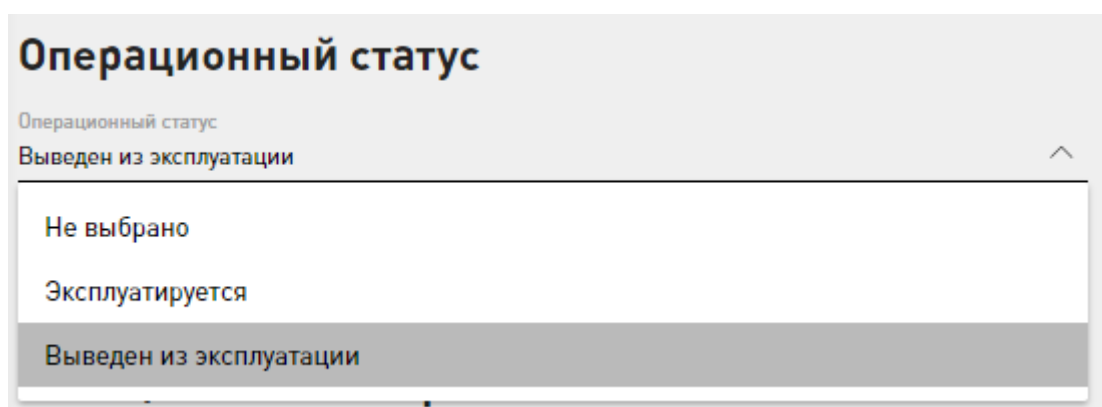 Операционный статус
Операционный статус
Выведен из эксплуатации
Не выбрано
Эксплуатируется
Выведен из эксплуатации